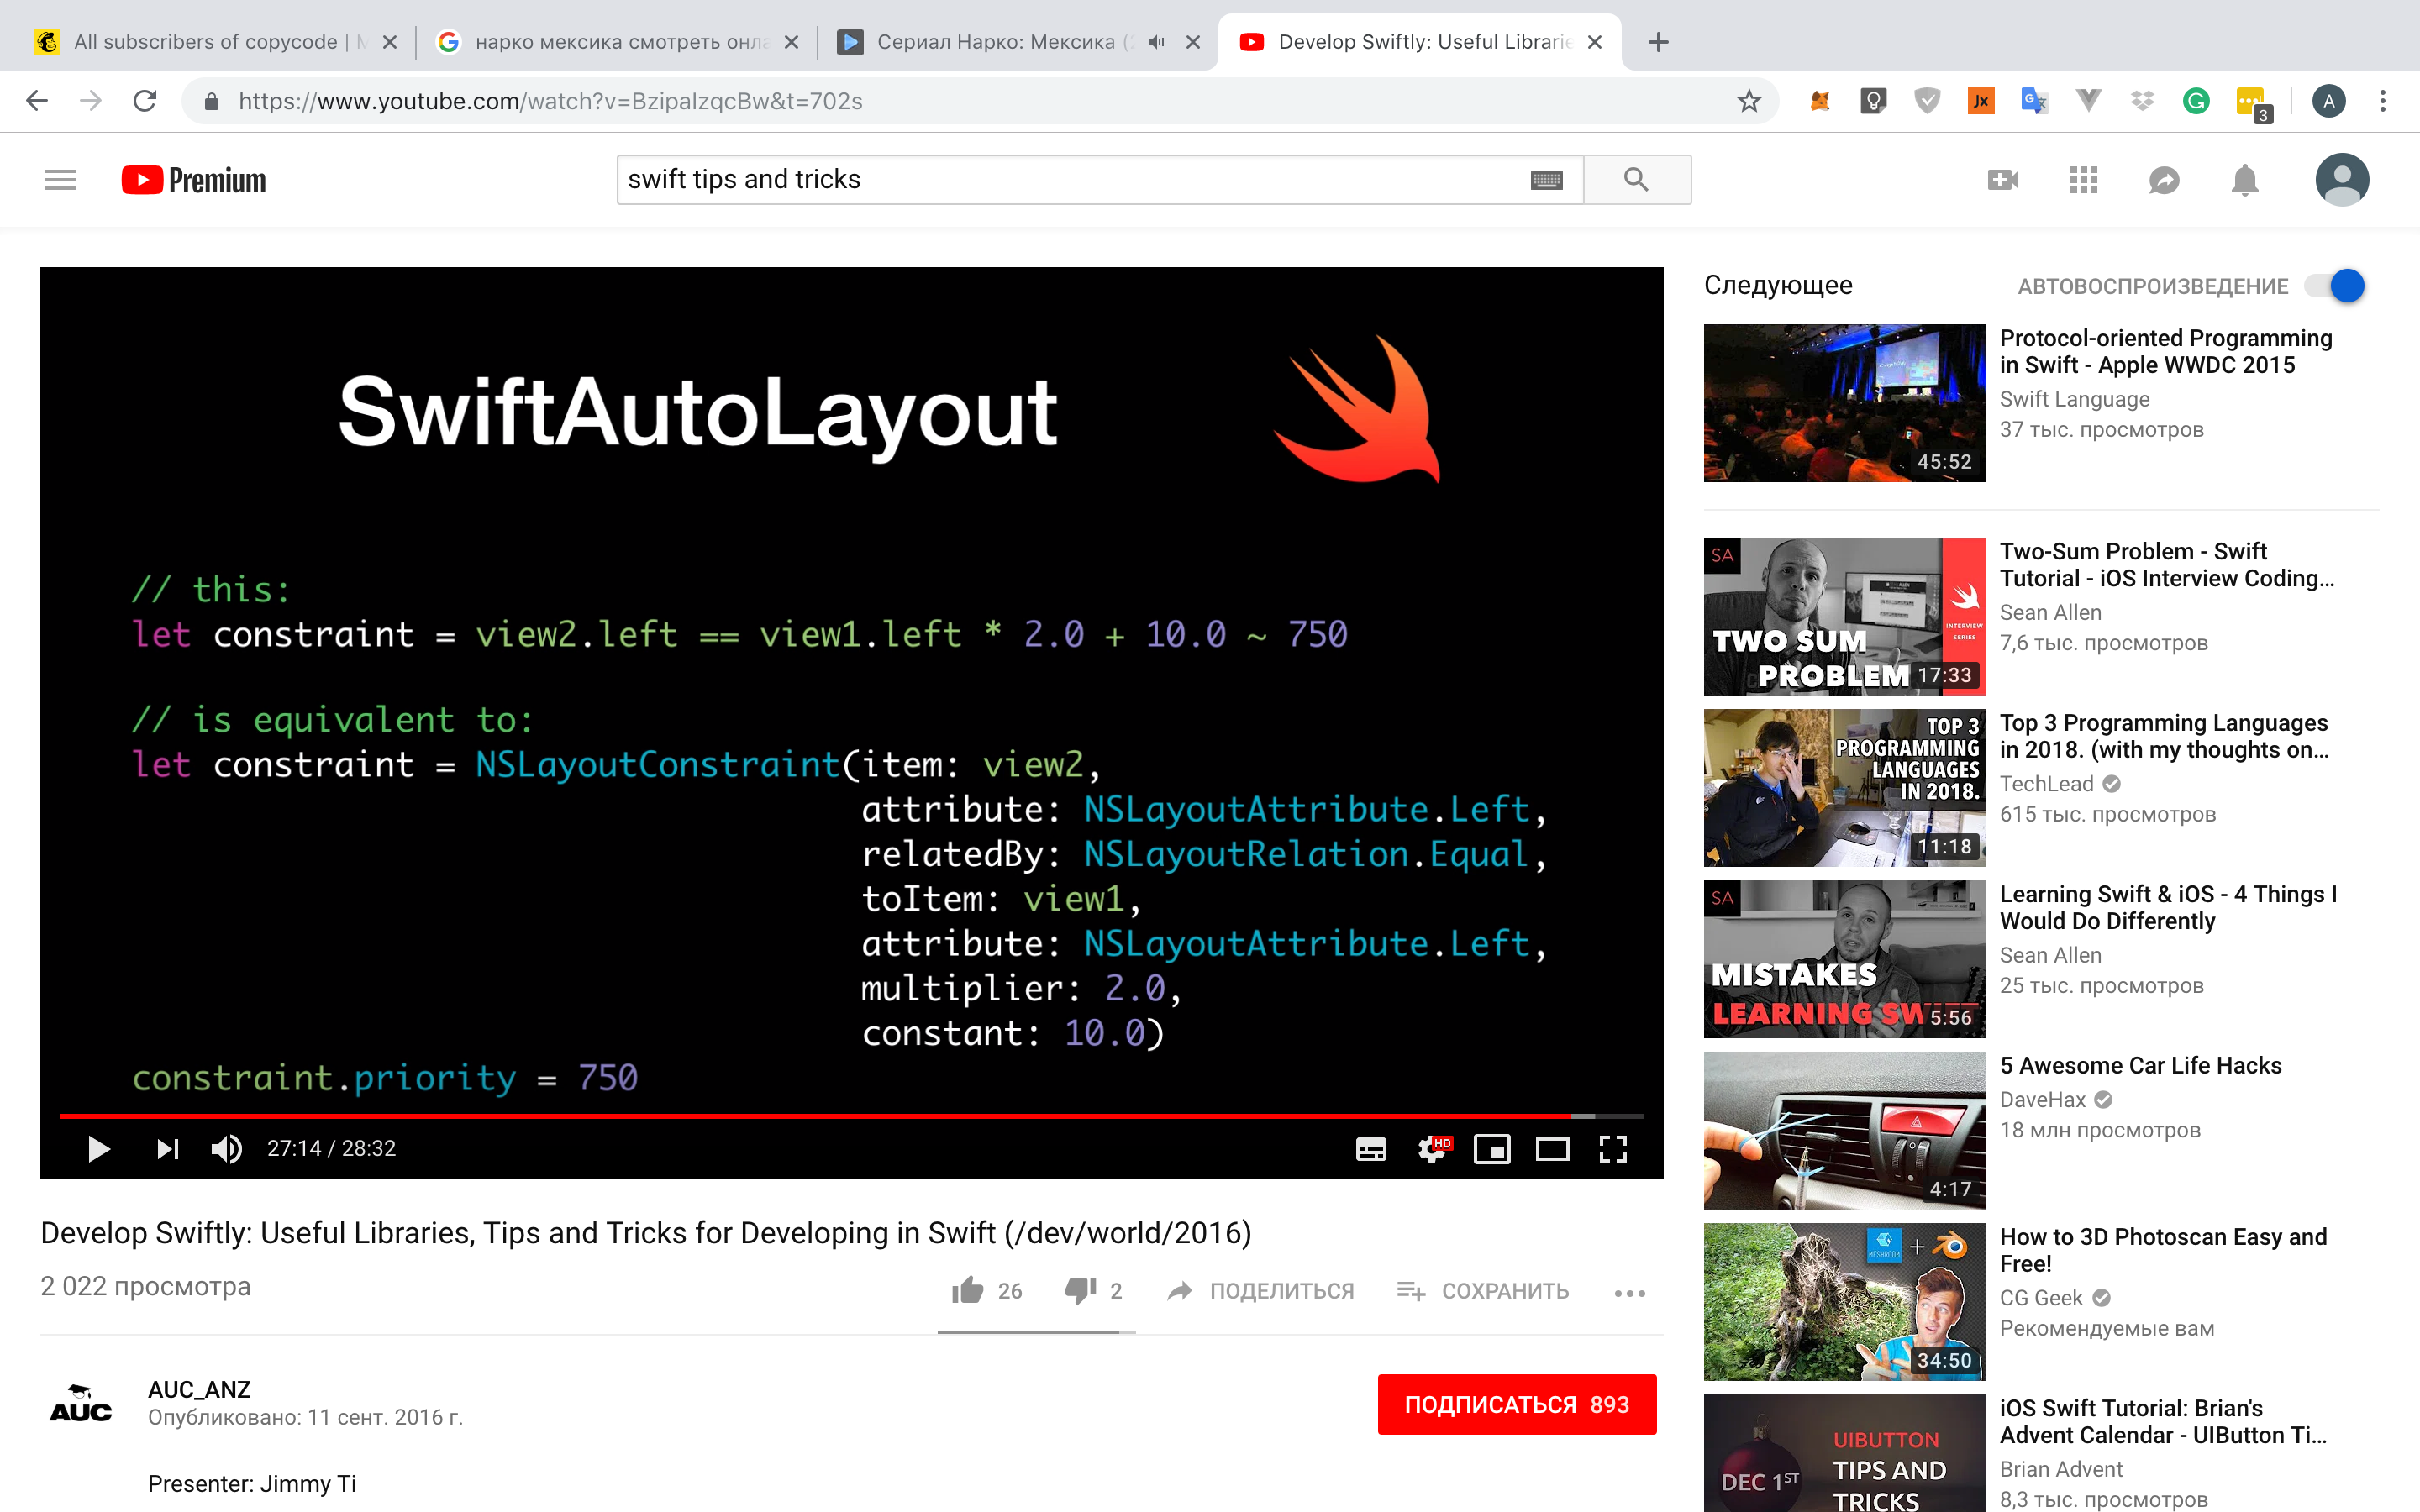 All subscribers of copycode | M
нарко мексика смотреть онла
Сериал Нарко: Мексика (
Develop Swiftly: Useful Librarie
https://www.youtube.com/watch?v=BzipaIzqcBw&t=702s
Jx
3
A
Premium
swift tips and tricks
SwiftAutoLayout
// this:
let constraint = view2.left == view1.left * 2.0 + 10.0 ~ 750
// is equivalent to:
let constraint = NSLayoutConstraint(item: view2,
attribute: NSLayoutAttribute.Left,
relatedBy: NSLayoutRelation.Equal,
toItem: view1,
attribute: NSLayoutAttribute.Left,
multiplier: 2.0,
constant: 10.0)
constraint.priority = 750
27:14 / 28:32
HD
Develop Swiftly: Useful Libraries, Tips and Tricks for Developing in Swift (/dev/world/2016)
2 022 просмотра
26
2
ПОДЕЛИТЬСЯ
СОХРАНИТЬ
AUC
AUC_ANZ
Опубликовано: 11 сент. 2016 г.
ПОДПИСАТЬСЯ 893
Presenter: Jimmy Ti
Следующее
АВТОВОСПРОИЗВЕДЕНИЕ
45:52
Protocol-oriented Programming
in Swift - Apple WWDC 2015
Swift Language
37 тыс. просмотров
SA
TWO SUM
PROBLEM
INTERVIEW
SERIES
17:33
Two-Sum Problem - Swift
Tutorial - iOS Interview Coding...
Sean Allen
7,6 тыс. просмотров
TOP 3
PROGRAMMING
LANGUAGES
IN 2018.
11:18
Top 3 Programming Languages
in 2018. (with my thoughts on...
TechLead
615 тыс. просмотров
SA
MISTAKES
LEARNING SW
5:56
Learning Swift & iOS - 4 Things I
Would Do Differently
Sean Allen
25 тыс. просмотров
4:17
5 Awesome Car Life Hacks
DaveHax
18 млн просмотров
MESHROOM
+
34:50
How to 3D Photoscan Easy and
Free!
CG Geek
Рекомендуемые вам
DEC 1ST
UIBUTTON
TIPS AND
TRICKS
iOS Swift Tutorial: Brian's
Advent Calendar - UIButton Ti...
Brian Advent
8,3 тыс. просмотров